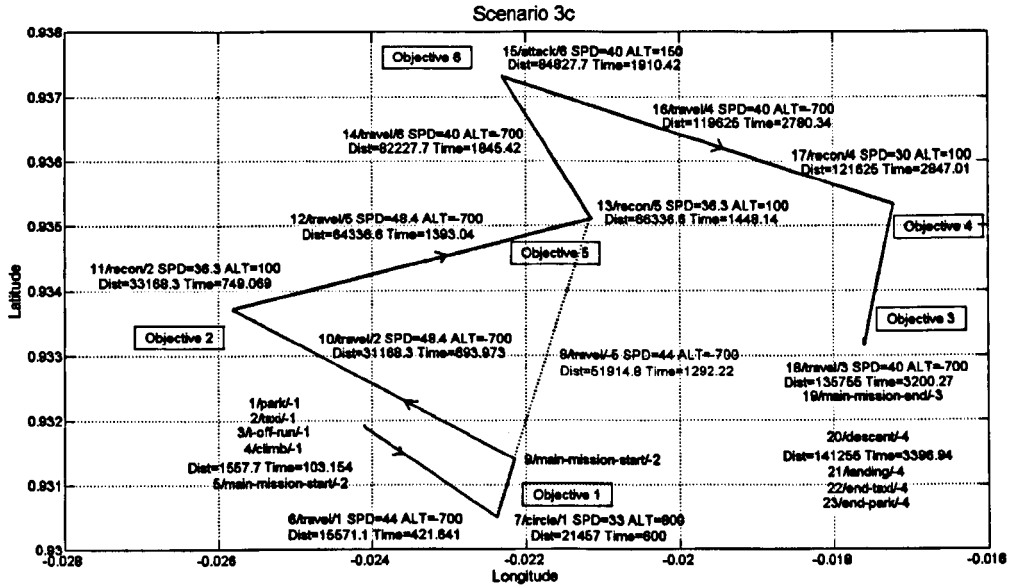 Scenario 3c
0.938
Objective 6
15/attack/6 SPD=40 ALT=150
Dist=84827.7 Time=1910.42
0.937
16/travel/4 SPD=40 ALT=-700
Dist=119625 Time=2780.34
14/travel/6 SPD=40 ALT=-700
Dist=82227.7 Time=1845.42
0.936
17/recon/4 SPD=30 ALT=100
Dist=121625 Time=2847.01
12/travel/5 SPD=48.4 ALT=-700
Dist=64336.6 Time=1393.04
13/recon/5 SPD=36.3 ALT=100
Dist=66336.6 Time=1448.14
0.935
Objective 5
Objective 4
11/recon/2 SPD=36.3 ALT=100
Dist=33168.3 Time=749.069
Latitude
0.934
Objective 2
Objective 3
10/travel/2 SPD=48.4 ALT=-700
Dist=31168.3 Time=693.973
0.933
8/travel/-5 SPD=44 ALT=-700
Dist=51914.8 Time=1292.22
18/travel/3 SPD=40 ALT=-700
Dist=135755 Time=3200.27
19/main-mission-end/-3
1/park/-1
2/taxi/-1
3/t-off-run/-1
4/climb/-1
Dist=1557.7 Time=103.154
5/main-mission-start/-2
0.932
9/main-mission-start/-2
20/descent/-4
Dist=141255 Time=3396.94
21/landing/-4
22/end-taxi/-4
23/end-park/-4
0.931
Objective 1
6/travel/1 SPD=44 ALT=-700
Dist=15571.1 Time=421.641
7/circle/1 SPD=33 ALT=600
Dist=21457 Time=600
0.93
-0.028 -0.026 -0.024 -0.022 -0.02 -0.018 -0.016
Longitude